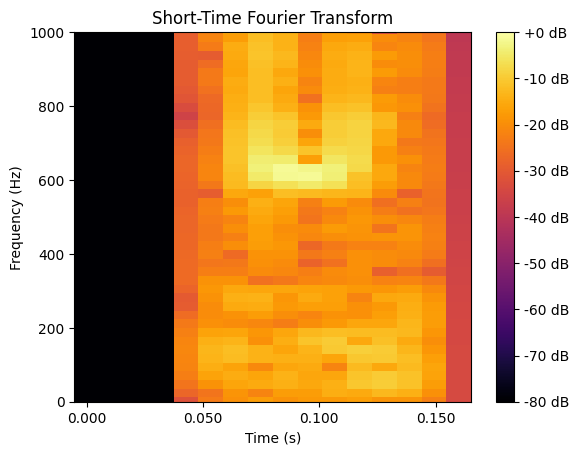 Short-Time Fourier Transform
1000
800
600
400
200
0
Frequency (Hz)
0.000
0.050
0.100
0.150
Time (s)
+0 dB
-10 dB
-20 dB
-30 dB
-40 dB
-50 dB
-60 dB
-70 dB
-80 dB